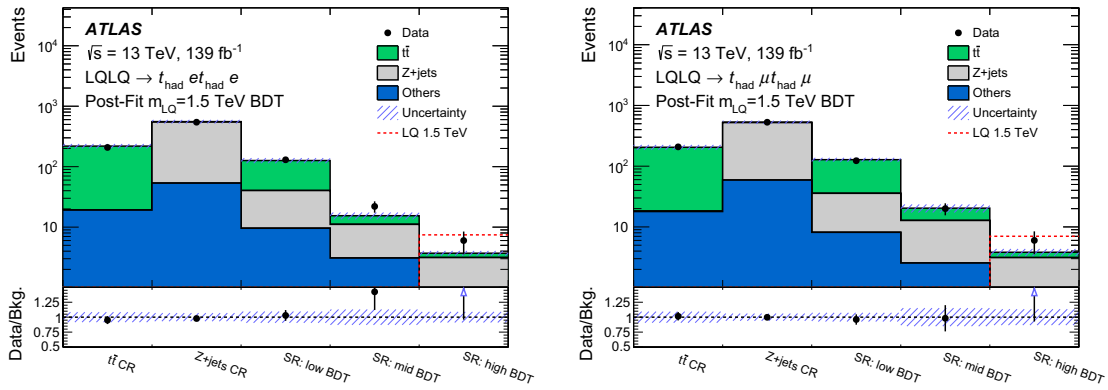 Events
ATLAS
√s = 13 TeV, 139 fb⁻¹
LQLQ → t_had e t_had e
Post-Fit m_LQ=1.5 TeV BDT
Data
tt̄
Z+jets
Others
Uncertainty
LQ 1.5 TeV
10⁴
10³
10²
10
Data/Bkg.
1.25
1
0.75
0.5
tt̄ CR
Z+jets CR
SR: low BDT
SR: mid BDT
SR: high BDT
Events
ATLAS
√s = 13 TeV, 139 fb⁻¹
LQLQ → t_had μt_had μ
Post-Fit m_LQ=1.5 TeV BDT
Data
tt̄
Z+jets
Others
Uncertainty
LQ 1.5 TeV
10⁴
10³
10²
10
Data/Bkg.
1.25
1
0.75
0.5
tt̄ CR
Z+jets CR
SR: low BDT
SR: mid BDT
SR: high BDT